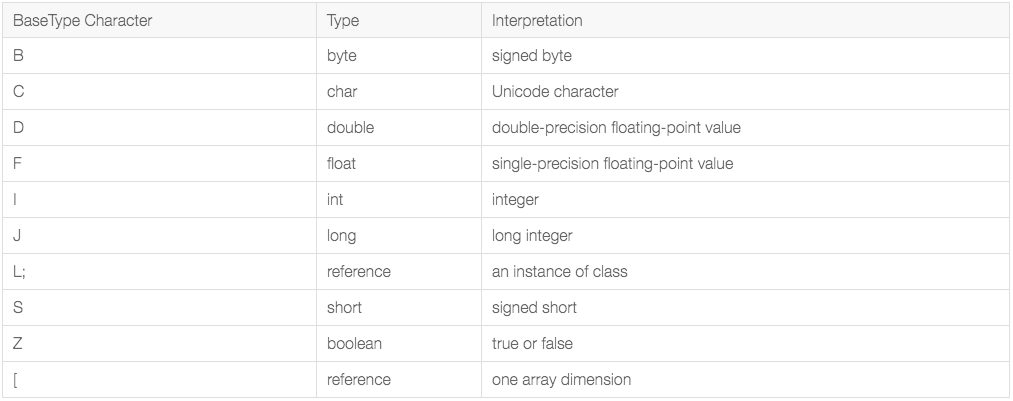 BaseType Character Type Interpretation
B byte signed byte
C char Unicode character
D double double-precision floating-point value
F float single-precision floating-point value
I int integer
J long long integer
L; reference an instance of class
S short signed short
Z boolean true or false
[ reference one array dimension